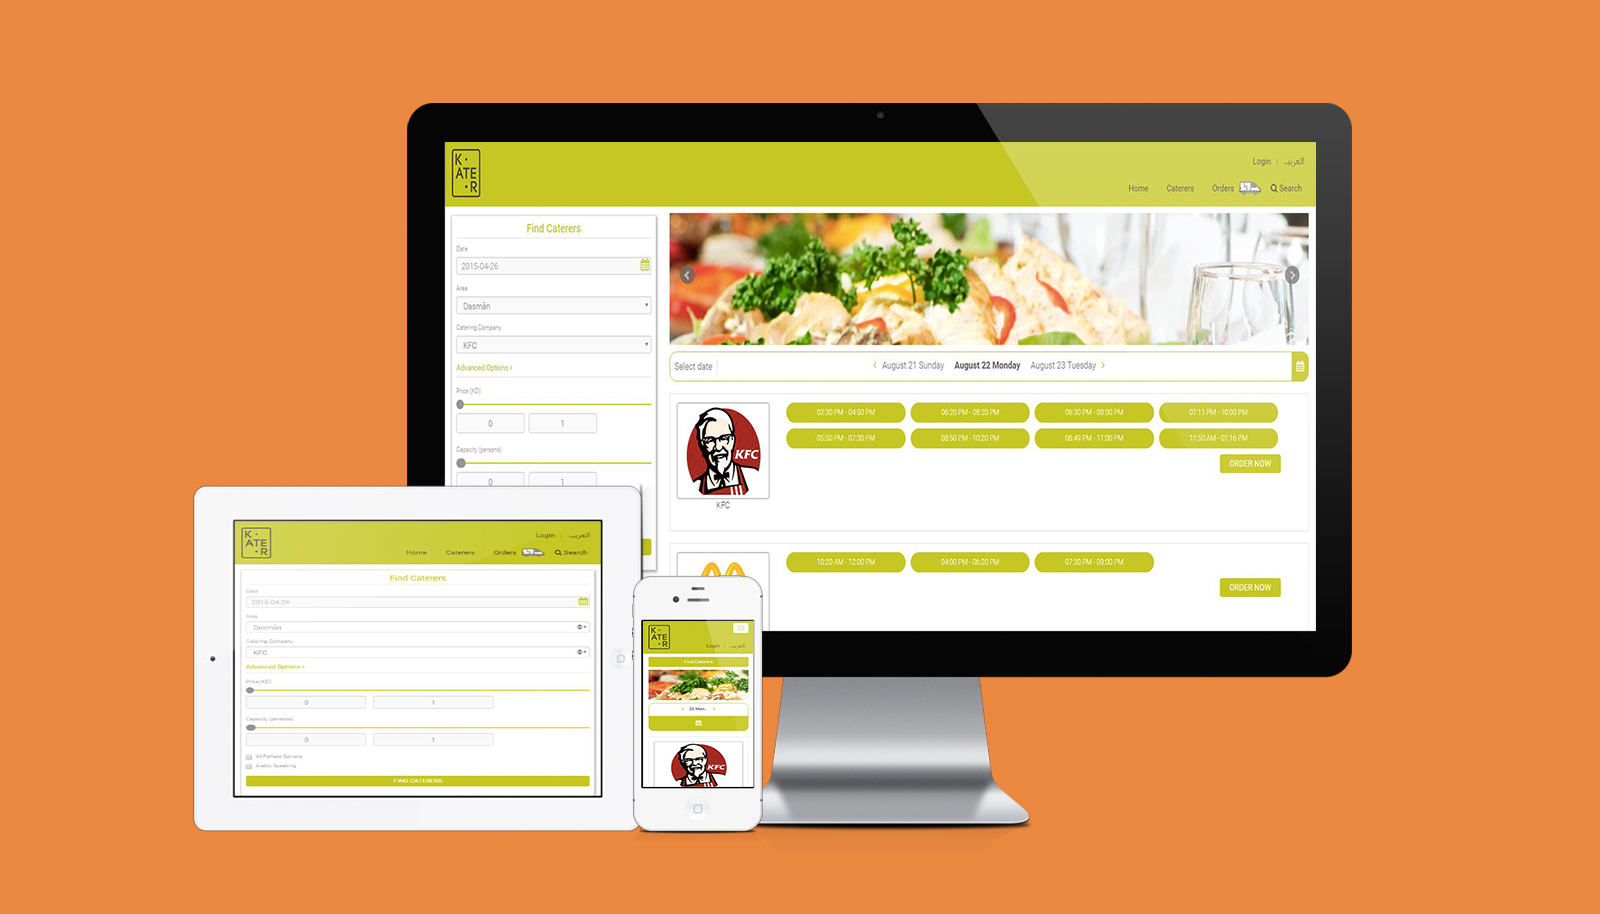 K·
ATE
·R
Login | العربية
Home Caterers Orders Search
Find Caterers
Date
2015-04-26
Area
Dasmān
Catering Company
KFC
Advanced Options ›
Price (KD)
0 1
Capacity (persons)
0 1
Select date
‹ August 21 Sunday August 22 Monday August 23 Tuesday ›
KFC
02:30 PM - 04:50 PM 06:20 PM - 08:20 PM 06:30 PM - 08:00 PM 07:11 PM - 10:00 PM
05:50 PM - 07:30 PM 08:50 PM - 10:20 PM 06:49 PM - 11:00 PM 11:50 AM - 01:16 PM
ORDER NOW
KFC
10:20 AM - 12:00 PM 04:00 PM - 06:20 PM 07:30 PM - 09:00 PM
ORDER NOW
K·
ATE
·R
Login | العربية
Home Caterers Orders Search
Find Caterers
Date
2015-04-26
Area
Dasmān
Catering Company
KFC
Advanced Options ›
Price (KD)
0 1
Capacity (persons)
0 1
All Female Servers
Arabic Speaking
FIND CATERERS
K·
ATE
·R
Login | العربية
Find Caterers
‹ 22 Mon.. ›
KFC